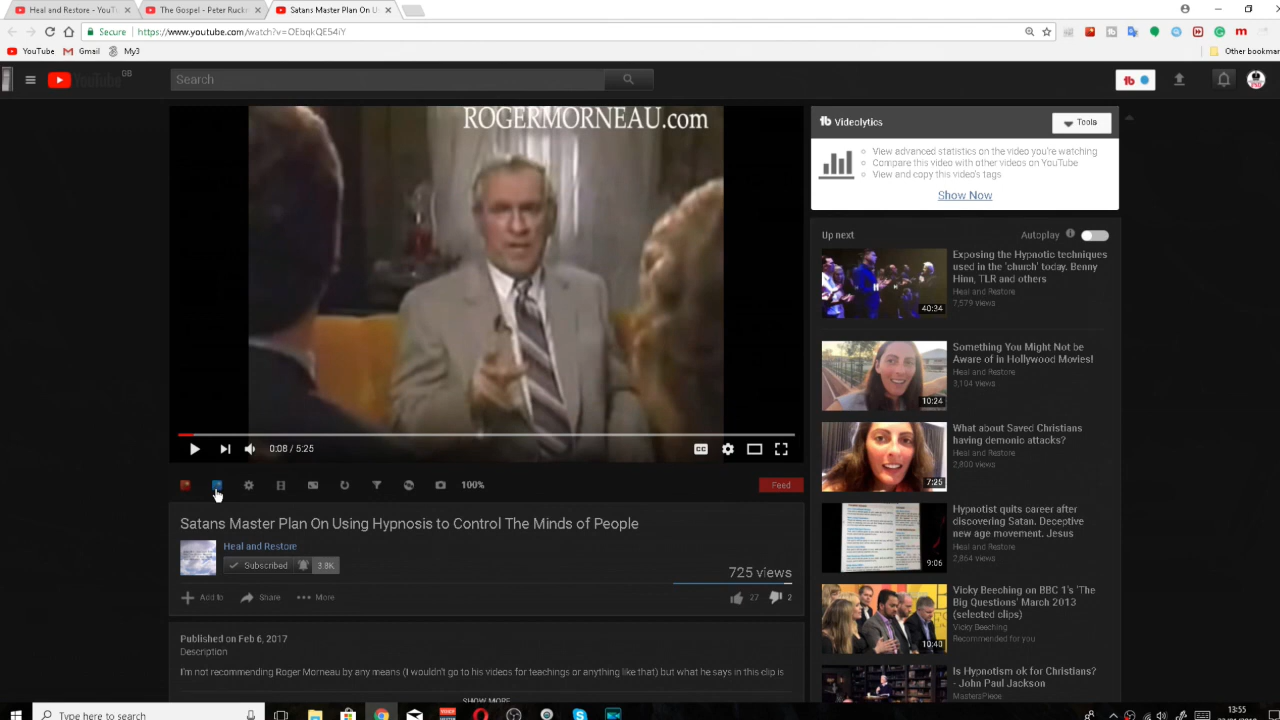 Heal and Restore - YouT
The Gospel - Peter Ruckm
Satans Master Plan On U
Secure
https://www.youtube.com/watch?v=OEbqkQE54iY
YouTube
Gmail
My3
Other bookmar
YouTube GB
Search
ROGERMORNEAU.com
0:08 / 5:25
CC
100%
Feed
Satans Master Plan On Using Hypnosis to Control The Minds of People
Heal and Restore
Subscribed
725 views
Add to
Share
More
27
2
Published on Feb 6, 2017
Description
I'm not recommending Roger Morneau by any means (I wouldn't go to his videos for teachings or anything like that) but what he says in this clip is
SHOW MORE
Videolytics
Tools
View advanced statistics on the video you're watching
Compare this video with other videos on YouTube
View and copy this video's tags
Show Now
Up next
Autoplay
Exposing the Hypnotic techniques
used in the 'church' today. Benny
Hinn, TLR and others
Heal and Restore
7,579 views
40:34
Something You Might Not be
Aware of in Hollywood Movies!
Heal and Restore
3,104 views
10:24
What about Saved Christians
having demonic attacks?
Heal and Restore
2,800 views
7:25
Hypnotist quits career after
discovering Satan. Deceptive
new age movement. Jesus
Heal and Restore
2,864 views
9:06
Vicky Beeching on BBC 1's 'The
Big Questions' March 2013
(selected clips)
Vicky Beeching
Recommended for you
10:40
Is Hypnotism ok for Christians?
- John Paul Jackson
MastersPiece
Type here to search
13:55